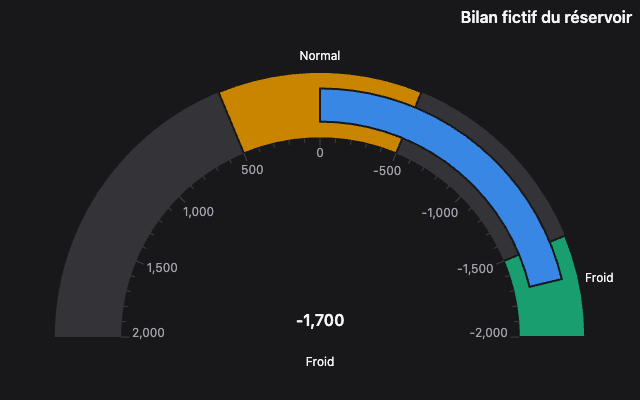 Bilan fictif du réservoir
Normal
0
500
-500
1,000
-1,000
1,500
-1,500
Froid
2,000
-1,700
-2,000
Froid